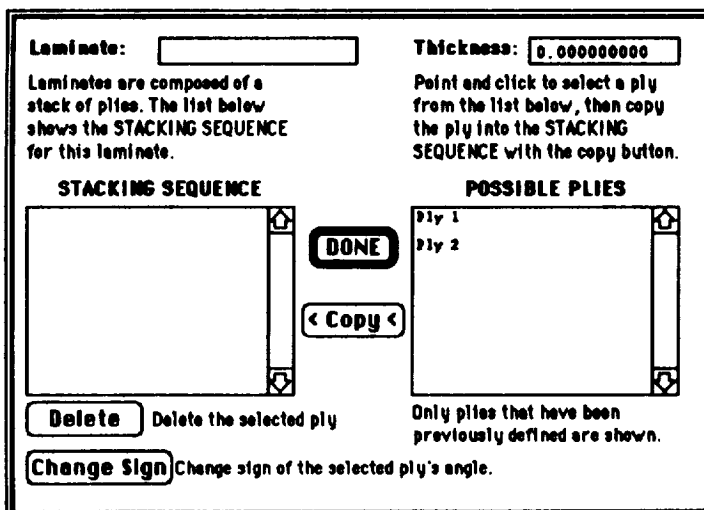 Laminate:
Laminates are composed of a
stack of plies. The list below
shows the STACKING SEQUENCE
for this laminate.
Thickness: 0.000000000
Point and click to select a ply
from the list below, then copy
the ply into the STACKING
SEQUENCE with the copy button.
STACKING SEQUENCE
DONE
< Copy <
POSSIBLE PLIES
Ply 1
Ply 2
Delete Delete the selected ply
Only plies that have been
previously defined are shown.
Change Sign Change sign of the selected ply's angle.